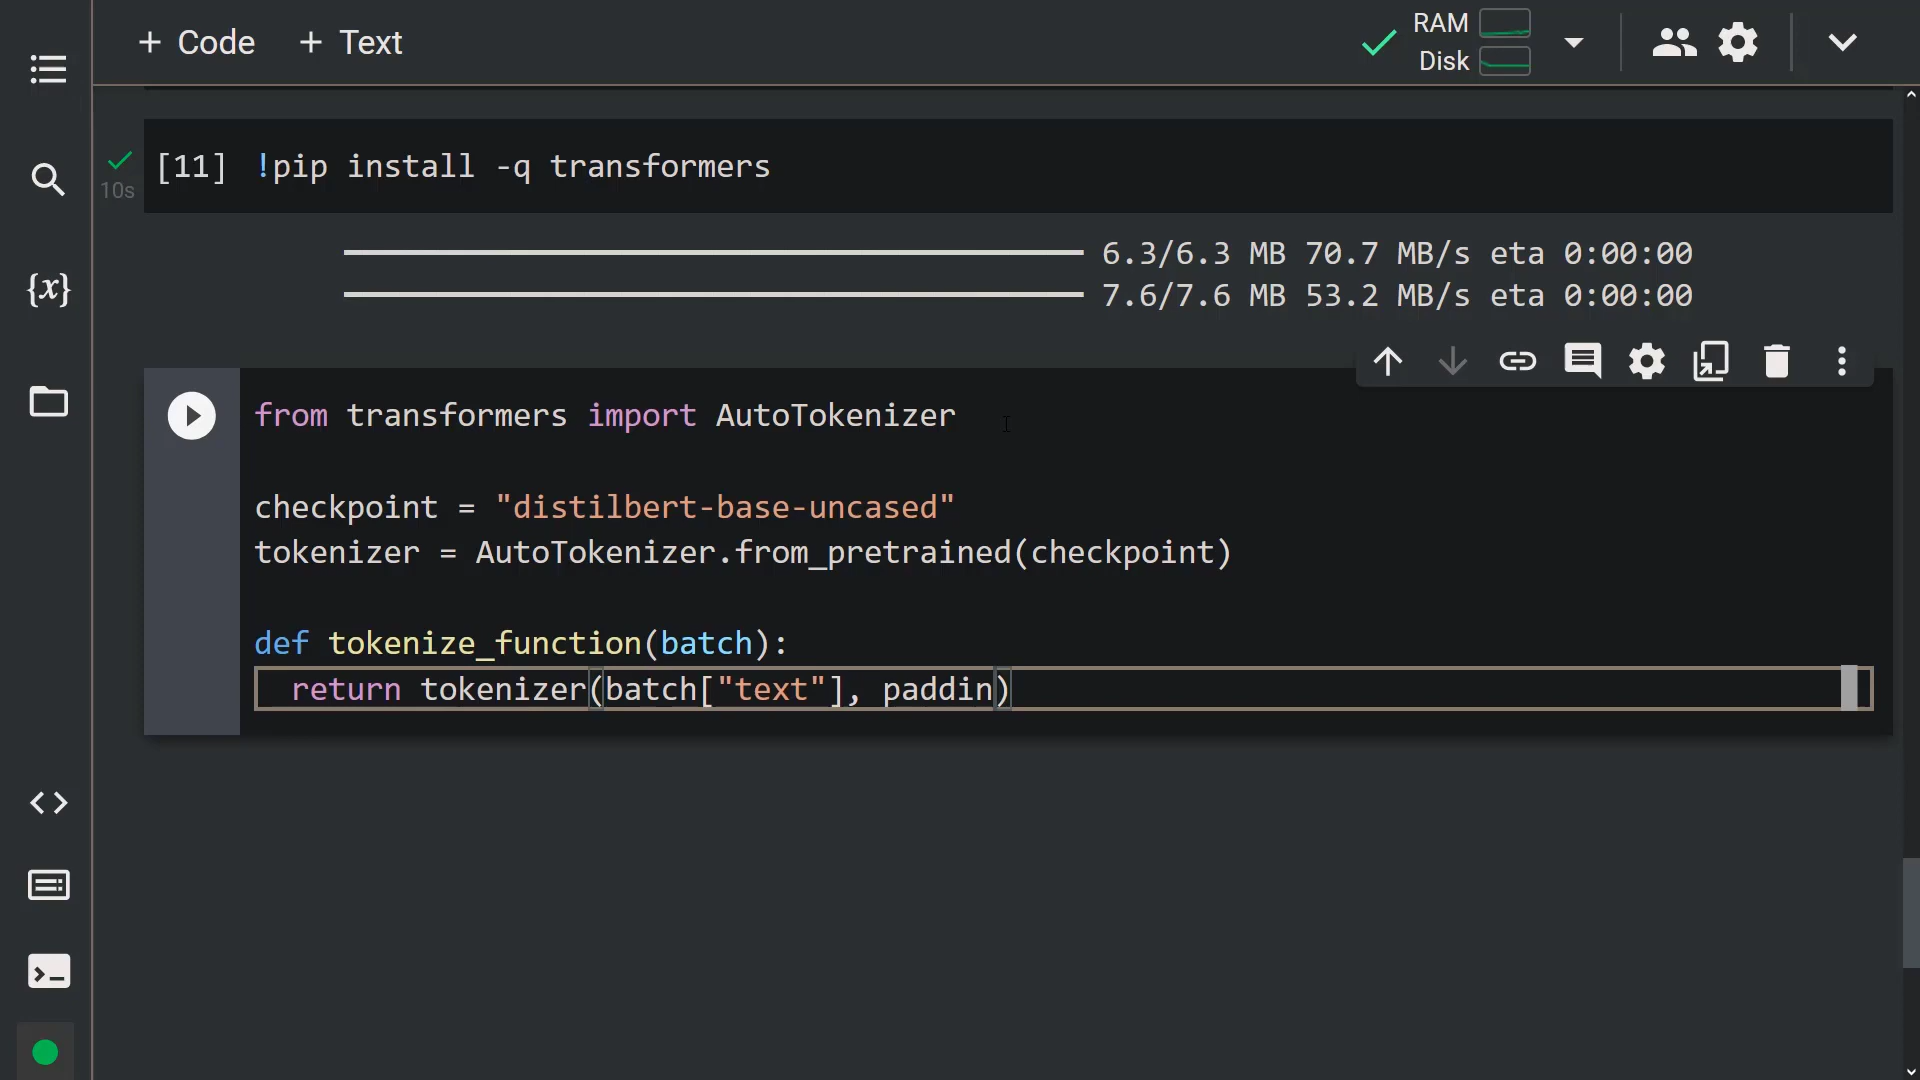 + Code + Text
RAM
Disk
{x}
10s
[11] !pip install -q transformers
6.3/6.3 MB 70.7 MB/s eta 0:00:00
7.6/7.6 MB 53.2 MB/s eta 0:00:00
from transformers import AutoTokenizer
checkpoint = "distilbert-base-uncased"
tokenizer = AutoTokenizer.from_pretrained(checkpoint)
def tokenize_function(batch):
return tokenizer(batch["text"], paddin)